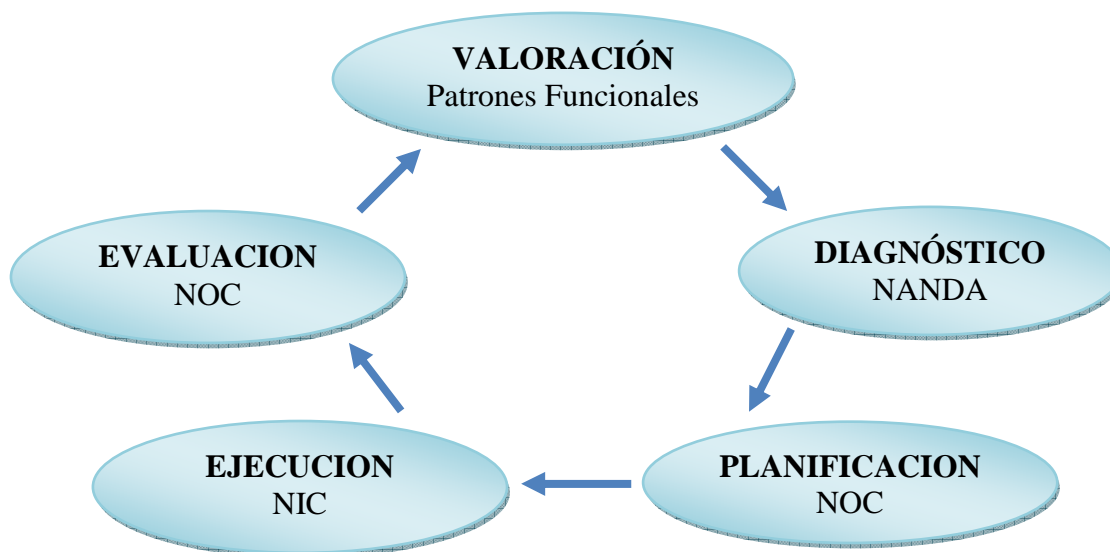 VALORACIÓN
Patrones Funcionales
DIAGNÓSTICO
NANDA
PLANIFICACION
NOC
EJECUCION
NIC
EVALUACION
NOC